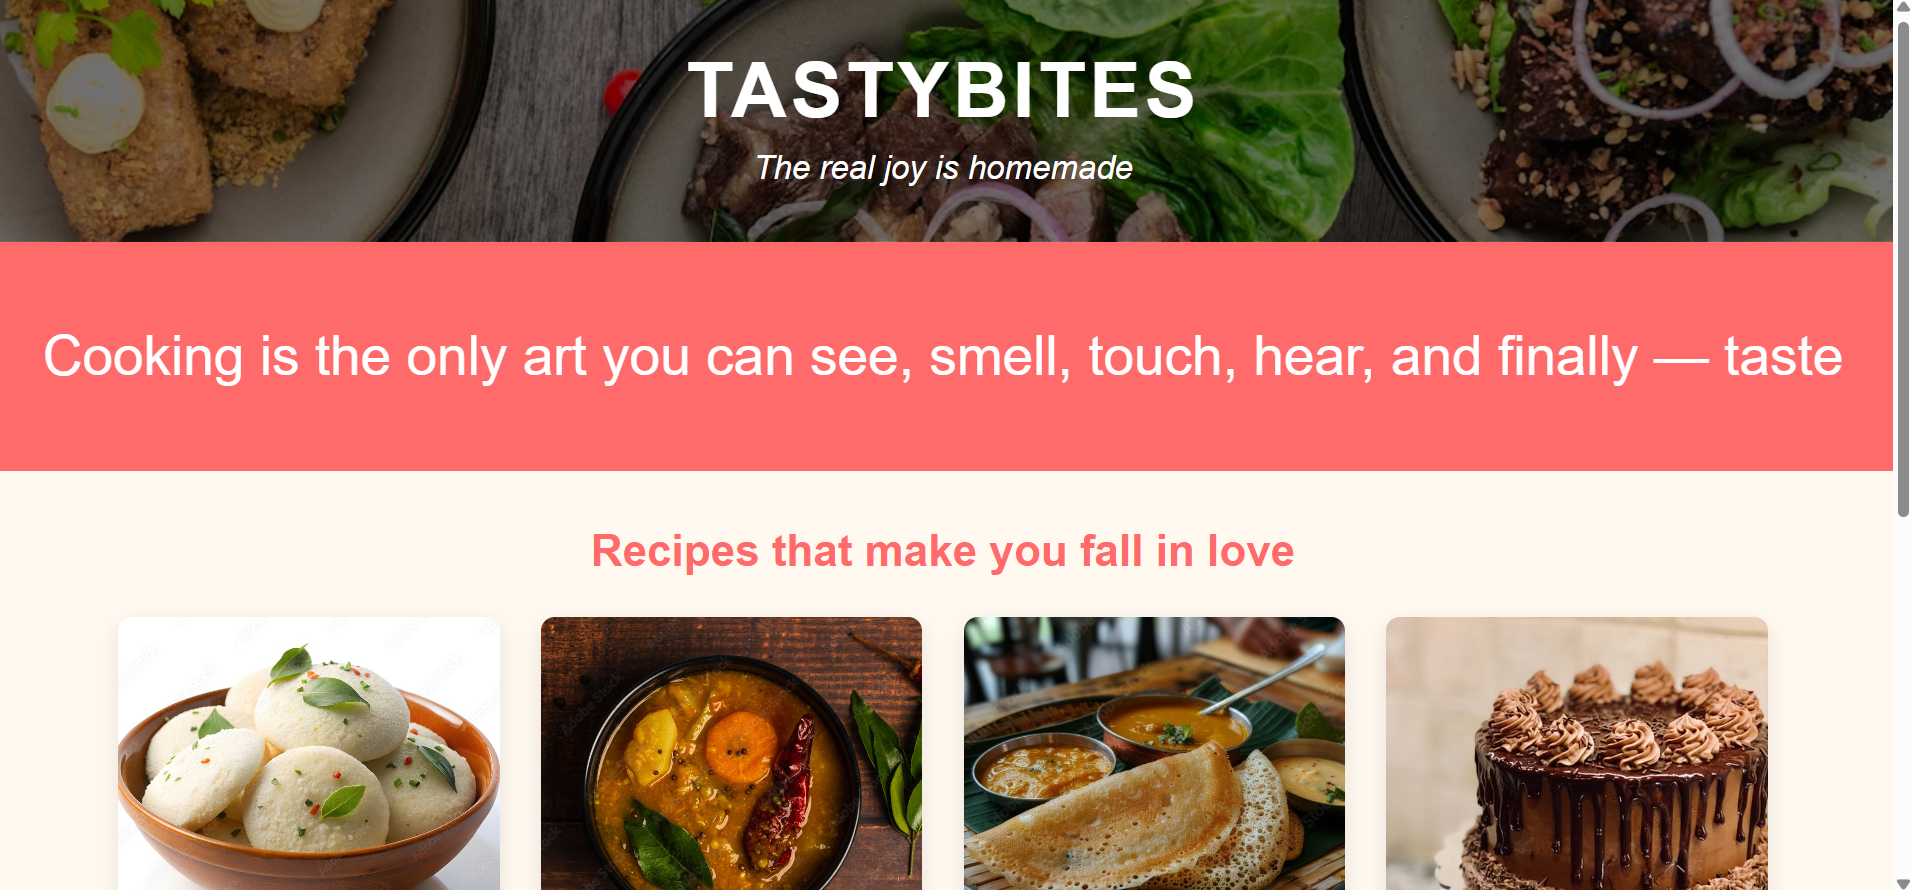 TASTYBITES
The real joy is homemade
Cooking is the only art you can see, smell, touch, hear, and finally — taste
Recipes that make you fall in love